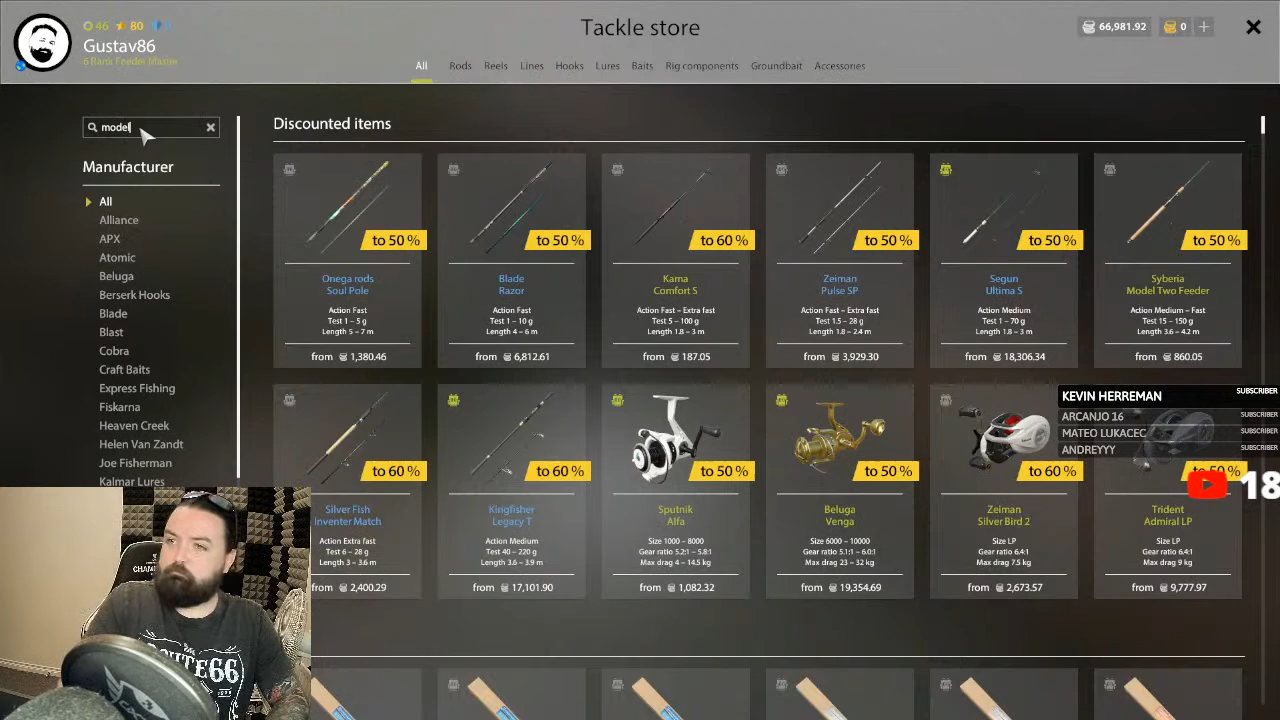 46 80
Tackle store
66,981.92 0 +
Gustav86
6 Rank Feeder Master
All Rods Reels Lines Hooks Lures Baits Rig components Groundbait Accessories
model
Discounted items
Manufacturer
All
Alliance
APX
Atomic
Beluga
Berserk Hooks
Blade
Blast
Cobra
Craft Baits
Express Fishing
Fiskarna
Heaven Creek
Helen Van Zandt
Joe Fisherman
Kalmar Lures
to 50 %
Onega rods
Soul Pole
Action Fast
Test 1 – 5 g
Length 5 – 7 m
from 1,380.46
to 50 %
Blade
Razor
Action Fast
Test 1 – 10 g
Length 4 – 6 m
from 6,812.61
to 60 %
Kama
Comfort S
Action Fast – Extra fast
Test 5 – 100 g
Length 1.8 – 3 m
from 187.05
to 50 %
Zeiman
Pulse SP
Action Fast – Extra fast
Test 1.5 – 28 g
Length 1.8 – 2.4 m
from 3,929.30
to 50 %
Segun
Ultima S
Action Medium
Test 1 – 70 g
Length 1.8 – 3 m
from 18,306.34
to 50 %
Syberia
Model Two Feeder
Action Medium – Fast
Test 15 – 150 g
Length 3.6 – 4.2 m
from 860.05
to 60 %
Silver Fish
Inventer Match
Action Extra fast
Test 6 – 28 g
Length 3 – 3.6 m
from 2,400.29
to 60 %
Kingfisher
Legacy T
Action Medium
Test 40 – 220 g
Length 3.6 – 3.9 m
from 17,101.90
to 50 %
Sputnik
Alfa
Size 1000 – 8000
Gear ratio 5.2:1 – 5.8:1
Max drag 4 – 14.5 kg
from 1,082.32
to 50 %
Beluga
Venga
Size 6000 – 10000
Gear ratio 5.1:1 – 6.0:1
Max drag 23 – 32 kg
from 19,354.69
to 60 %
Zeiman
Silver Bird 2
Size LP
Gear ratio 6.4:1
Max drag 7.5 kg
from 2,673.57
Trident
Admiral LP
Size LP
Gear ratio 6.4:1
Max drag 9 kg
from 9,777.97
KEVIN HERREMAN SUBSCRIBER
ARCANJO 16 SUBSCRIBER
MATEO LUKACEC SUBSCRIBER
ANDREYYY SUBSCRIBER
18